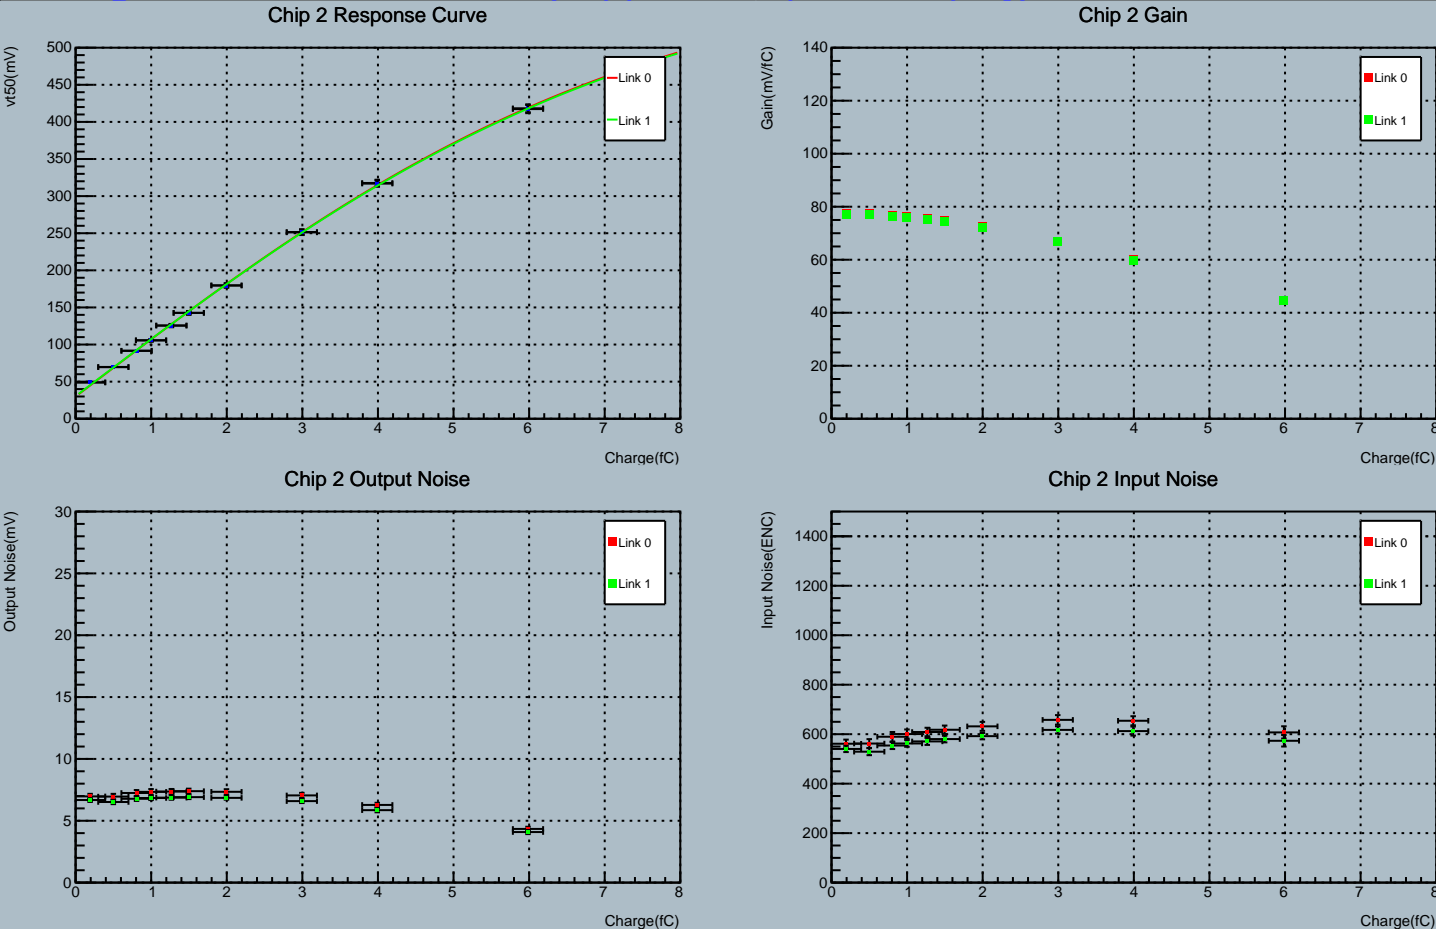 Chip 2 Response Curve
vt50(mV)
500
450
400
350
300
250
200
150
100
50
0
0 1 2 3 4 5 6 7 8
Charge(fC)
Link 0
Link 1
Chip 2 Gain
Gain(mV/fC)
140
120
100
80
60
40
20
0
0 1 2 3 4 5 6 7 8
Charge(fC)
Link 0
Link 1
Chip 2 Output Noise
Output Noise(mV)
30
25
20
15
10
5
0
0 1 2 3 4 5 6 7 8
Charge(fC)
Link 0
Link 1
Chip 2 Input Noise
Input Noise(ENC)
1400
1200
1000
800
600
400
200
0
0 1 2 3 4 5 6 7 8
Charge(fC)
Link 0
Link 1